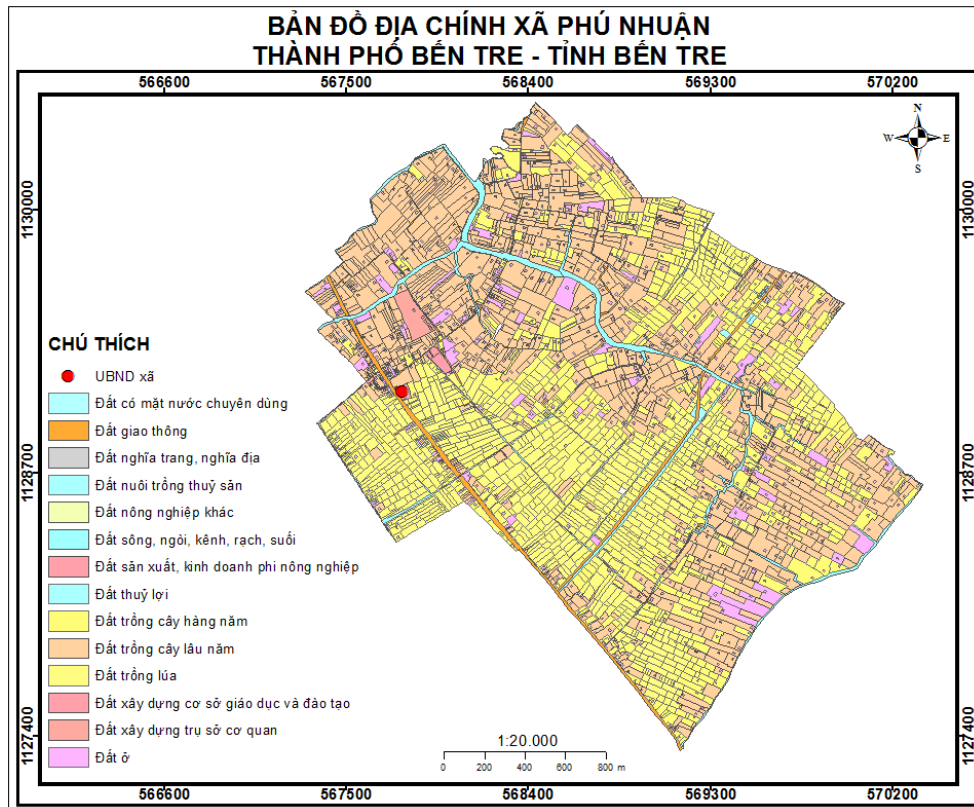 BẢN ĐỒ ĐỊA CHÍNH XÃ PHÚ NHUẬN
THÀNH PHỐ BẾN TRE - TỈNH BẾN TRE
566600 567500 568400 569300 570200
N
W E
S
1130000 1130000
CHÚ THÍCH
UBND xã
Đất có mặt nước chuyên dùng
Đất giao thông
Đất nghĩa trang, nghĩa địa
Đất nuôi trồng thuỷ sản
Đất nông nghiệp khác
Đất sông, ngòi, kênh, rạch, suối
Đất sản xuất, kinh doanh phi nông nghiệp
Đất thuỷ lợi
Đất trồng cây hàng năm
Đất trồng cây lâu năm
Đất trồng lúa
Đất xây dựng cơ sở giáo dục và đào tạo
Đất xây dựng trụ sở cơ quan
Đất ở
1128700 1128700
1:20.000
0 200 400 600 800 m
1127400 1127400
566600 567500 568400 569300 570200